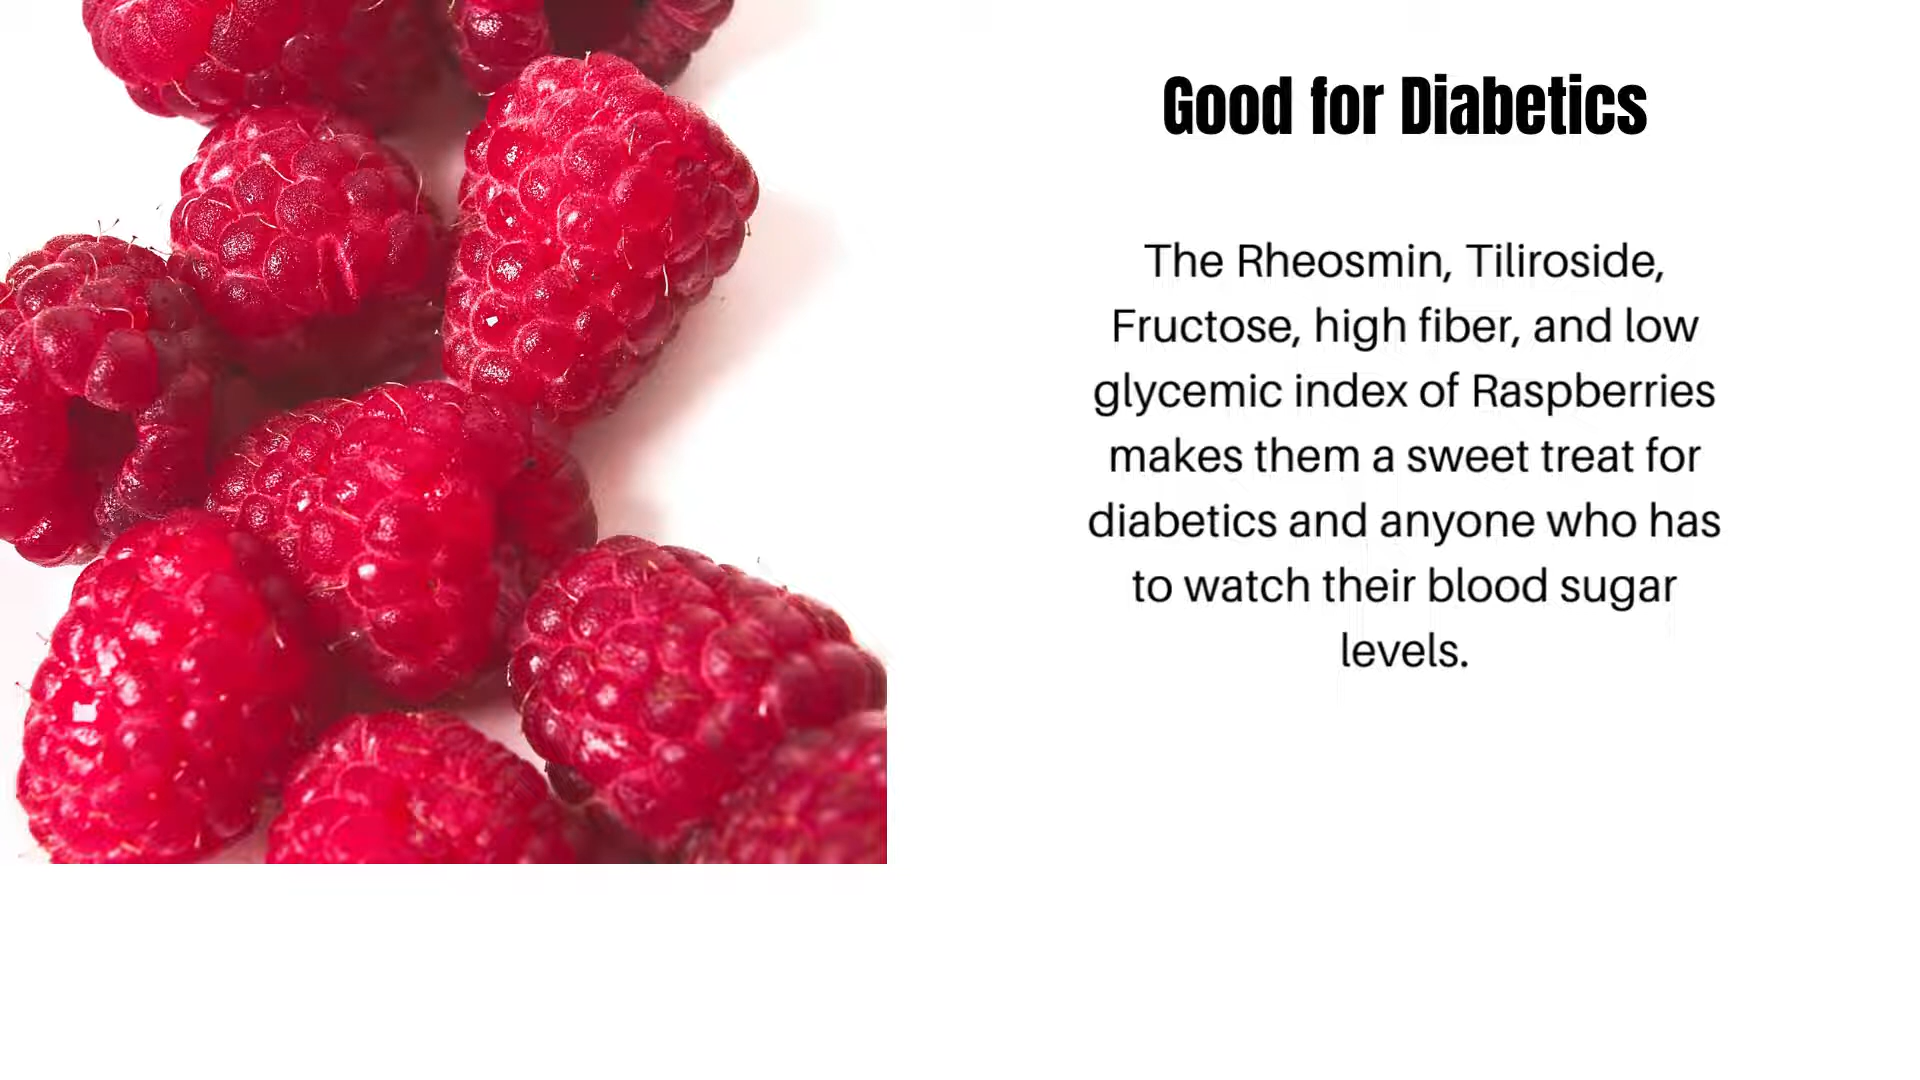 Good for Diabetics
The Rheosmin, Tiliroside,
Fructose, high fiber, and low
glycemic index of Raspberries
makes them a sweet treat for
diabetics and anyone who has
to watch their blood sugar
levels.